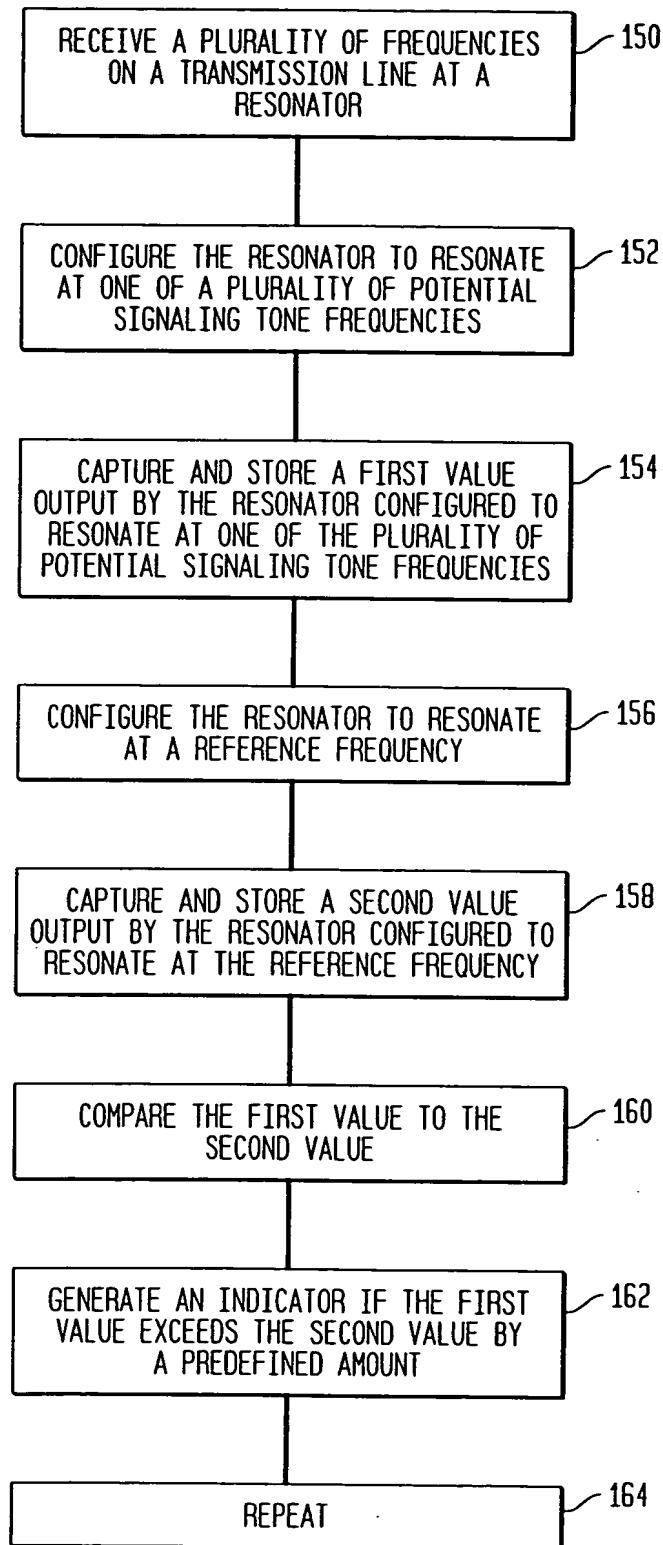 RECEIVE A PLURALITY OF FREQUENCIES
ON A TRANSMISSION LINE AT A
RESONATOR
150
CONFIGURE THE RESONATOR TO RESONATE
AT ONE OF A PLURALITY OF POTENTIAL
SIGNALING TONE FREQUENCIES
152
CAPTURE AND STORE A FIRST VALUE
OUTPUT BY THE RESONATOR CONFIGURED TO
RESONATE AT ONE OF THE PLURALITY OF
POTENTIAL SIGNALING TONE FREQUENCIES
154
CONFIGURE THE RESONATOR TO RESONATE
AT A REFERENCE FREQUENCY
156
CAPTURE AND STORE A SECOND VALUE
OUTPUT BY THE RESONATOR CONFIGURED TO
RESONATE AT THE REFERENCE FREQUENCY
158
COMPARE THE FIRST VALUE TO THE
SECOND VALUE
160
GENERATE AN INDICATOR IF THE FIRST
VALUE EXCEEDS THE SECOND VALUE BY
A PREDEFINED AMOUNT
162
REPEAT
164